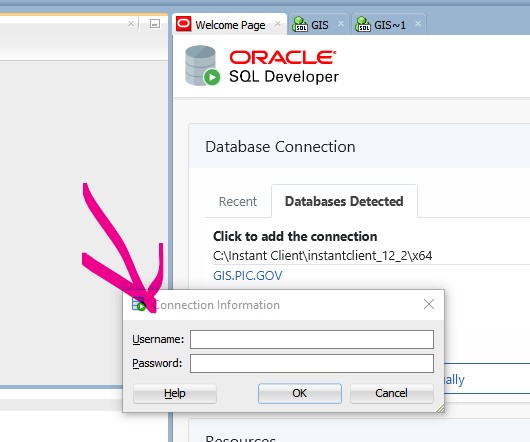 Welcome Page
GIS
GIS~1
ORACLE
SQL Developer
Database Connection
Recent
Databases Detected
Click to add the connection
C:\Instant Client\instantclient_12_2\x64
GIS.PIC.GOV
Connection Information
Username:
Password:
ually
Help
OK
Cancel
Resources